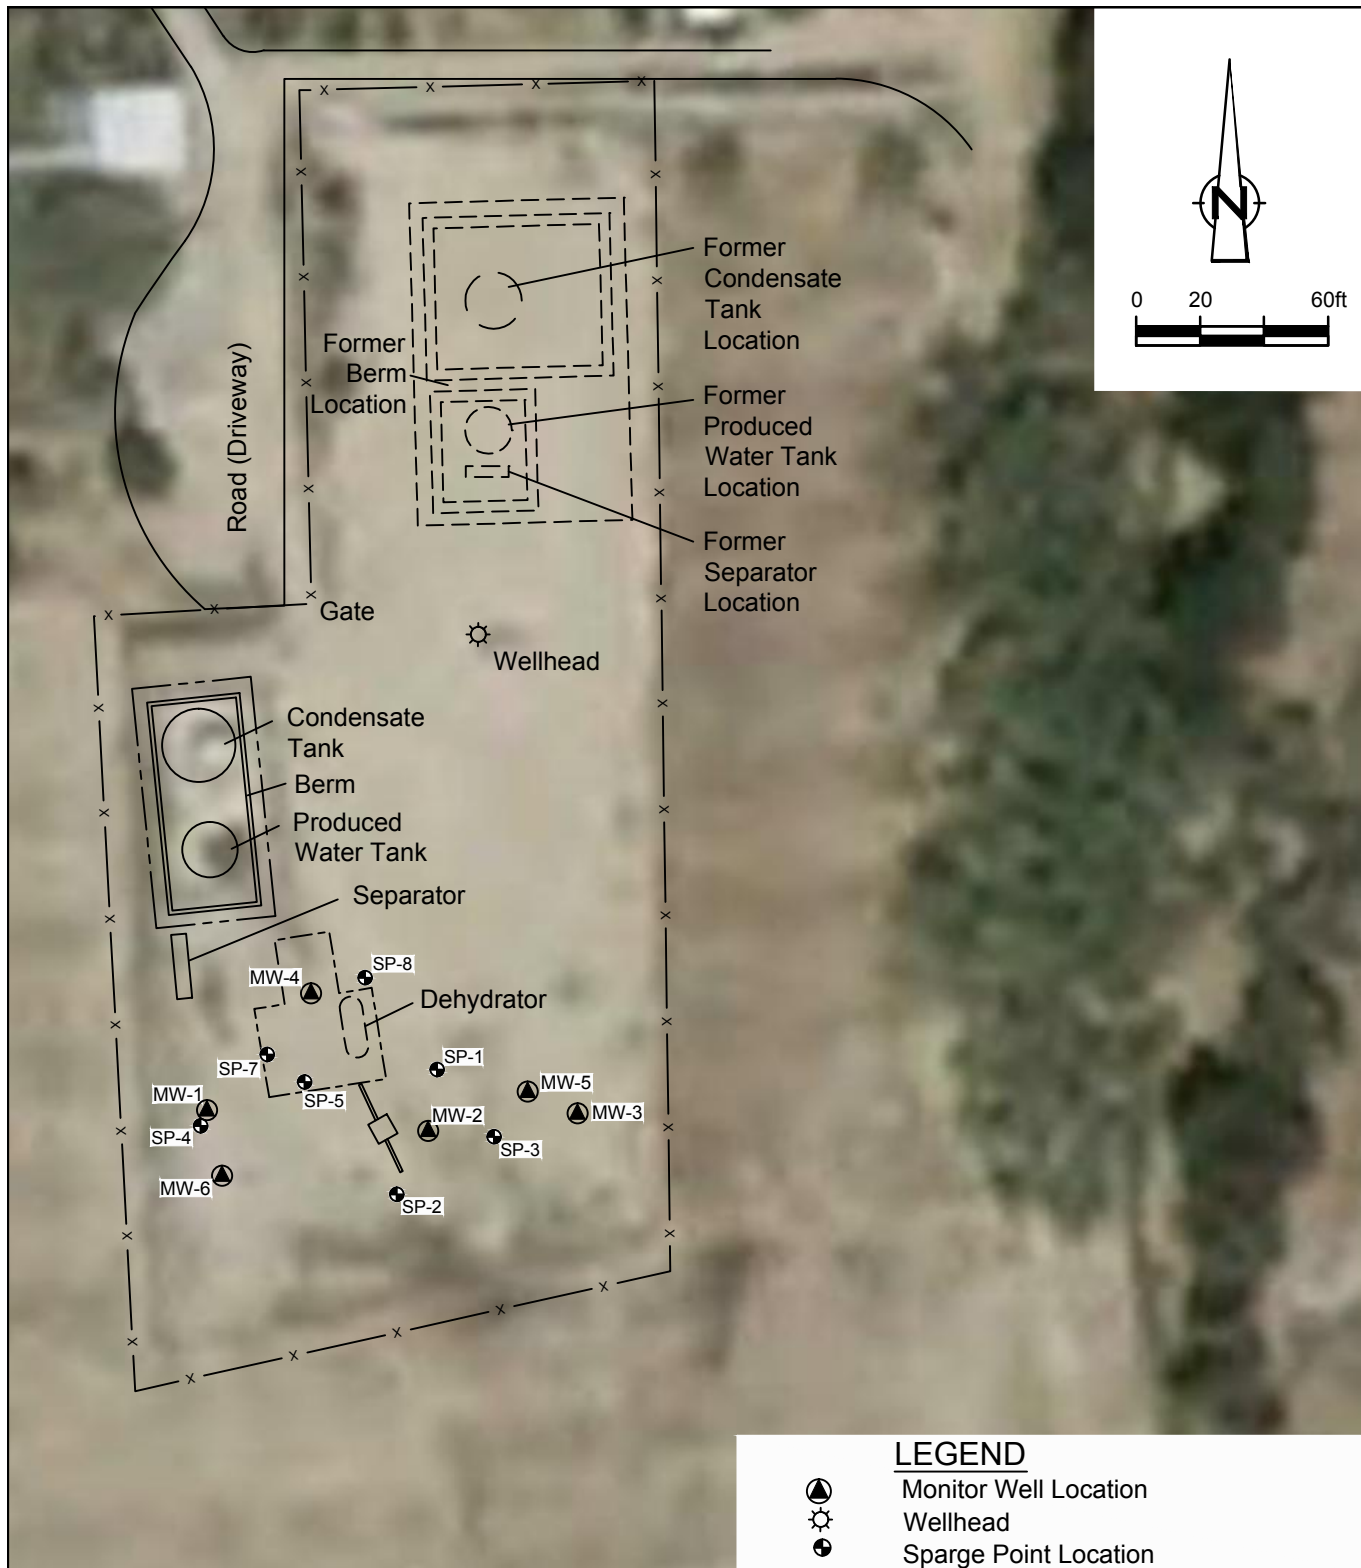 N
0 20 60ft
Former
Condensate
Tank
Location
Former
Berm
Location
Road (Driveway)
Former
Produced
Water Tank
Location
Former
Separator
Location
Gate
Wellhead
Condensate
Tank
Berm
Produced
Water Tank
Separator
MW-4
SP-8
Dehydrator
SP-7
SP-1
SP-5
MW-5
MW-1
MW-3
SP-4
MW-2
SP-3
MW-6
SP-2
LEGEND
Monitor Well Location
Wellhead
Sparge Point Location